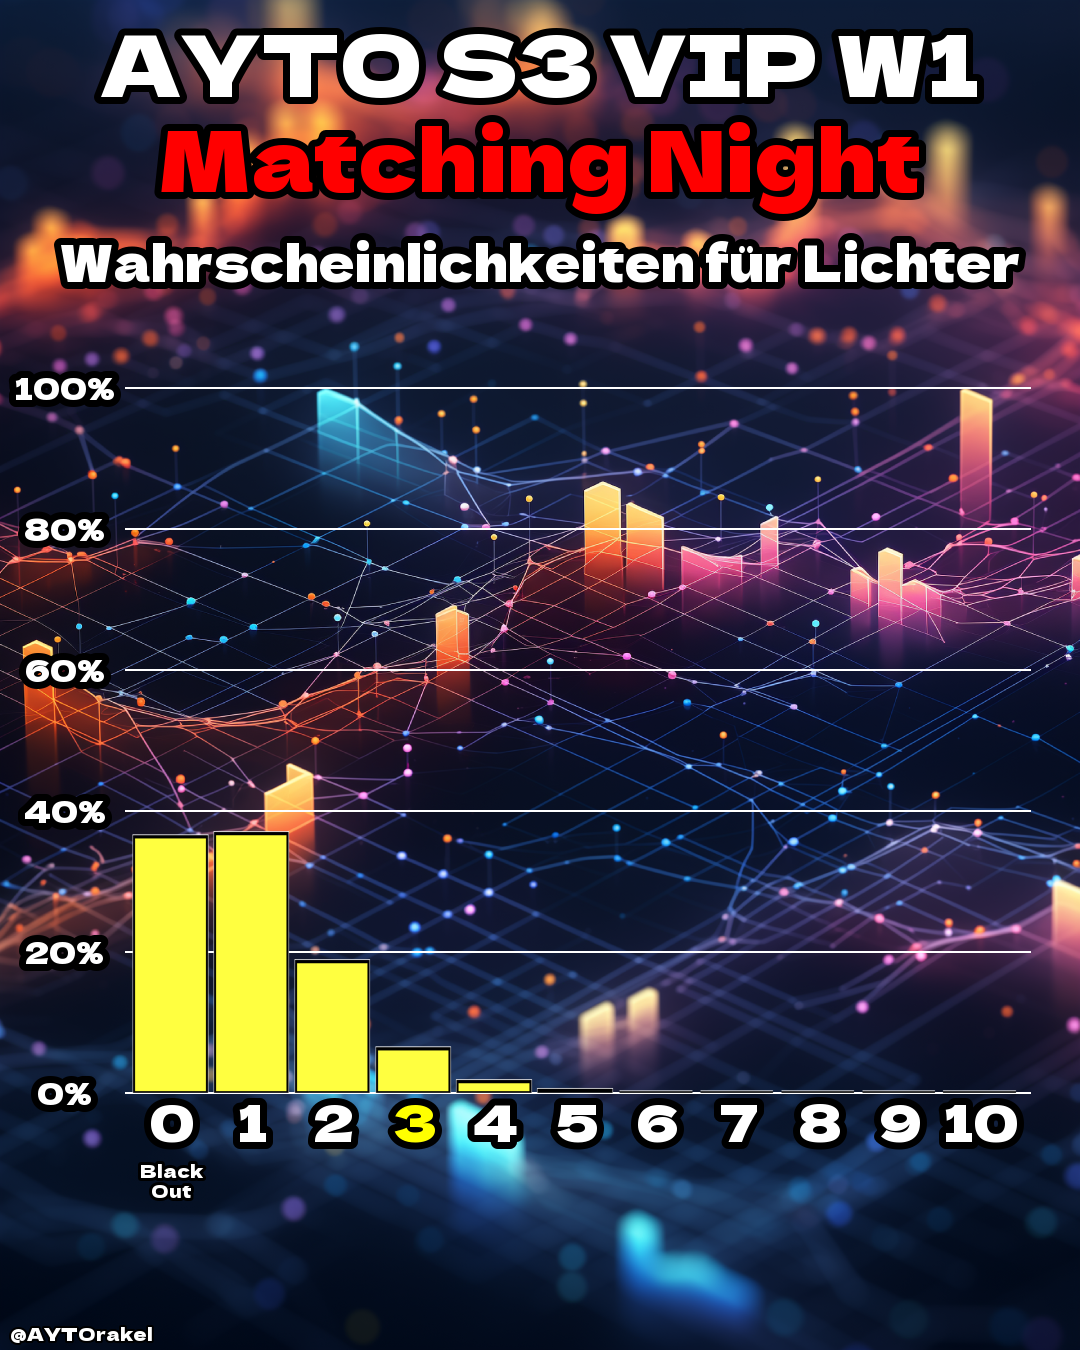 AYTO S3 VIP W1
Matching Night
Wahrscheinlichkeiten für Lichter
100%
80%
60%
40%
20%
0%
0 1 2 3 4 5 6 7 8 9 10
Black
Out
@AYTOrakel